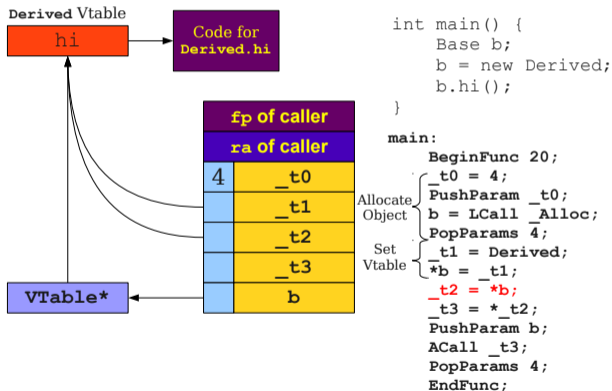 Derived Vtable
hi
Code for
Derived.hi
int main() {
Base b;
b = new Derived;
b.hi();
}
fp of caller
ra of caller
4 _t0
_t1
_t2
_t3
b
VTable*
Allocate
Object
Set
Vtable
main:
BeginFunc 20;
_t0 = 4;
PushParam _t0;
b = LCall _Alloc;
PopParams 4;
_t1 = Derived;
*b = _t1;
_t2 = *b;
_t3 = *_t2;
PushParam b;
ACall _t3;
PopParams 4;
EndFunc;